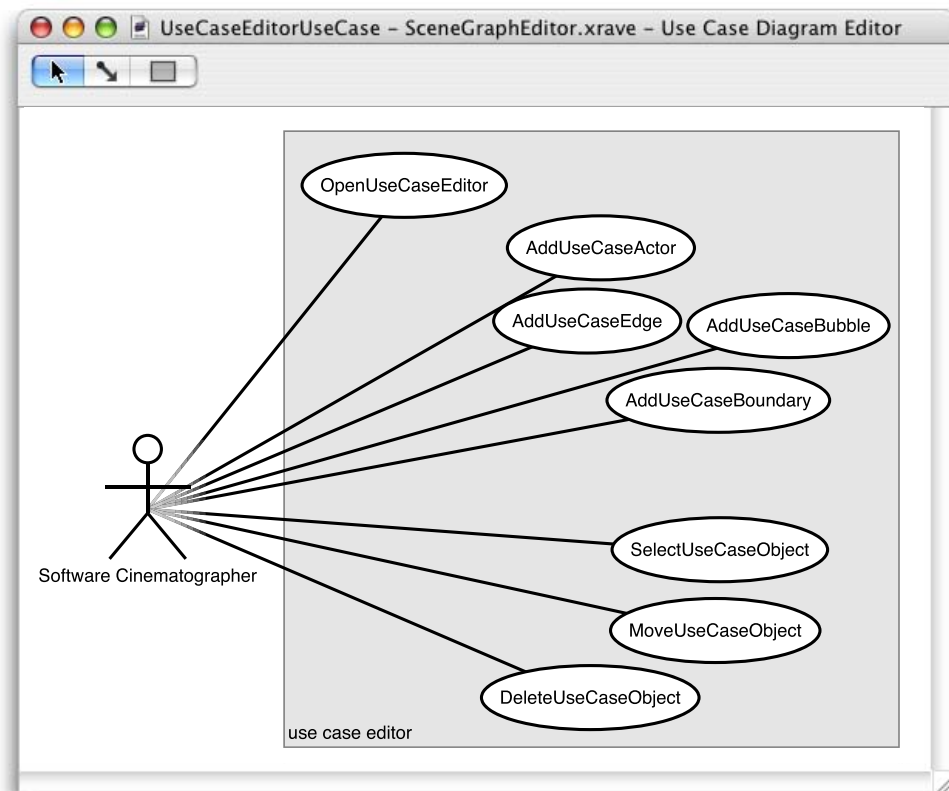 UseCaseEditorUseCase – SceneGraphEditor.xrave – Use Case Diagram Editor
OpenUseCaseEditor
AddUseCaseActor
AddUseCaseEdge
AddUseCaseBubble
AddUseCaseBoundary
SelectUseCaseObject
Software Cinematographer
MoveUseCaseObject
DeleteUseCaseObject
use case editor